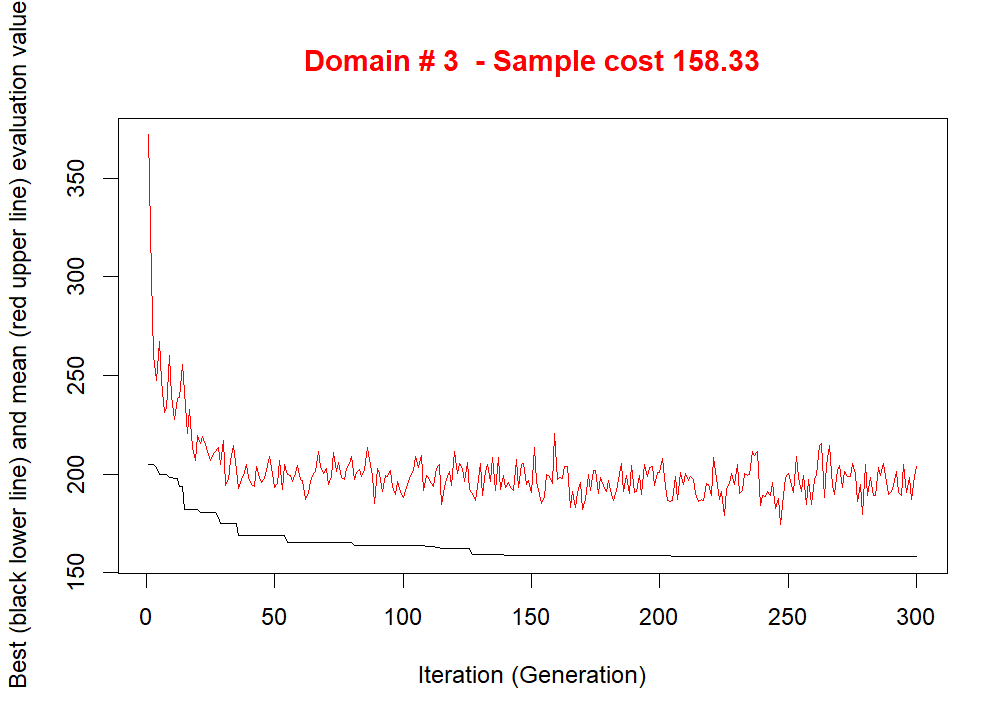 Domain # 3  - Sample cost 158.33
Best (black lower line) and mean (red upper line) evaluation value
350
300
250
200
150
0 50 100 150 200 250 300
Iteration (Generation)